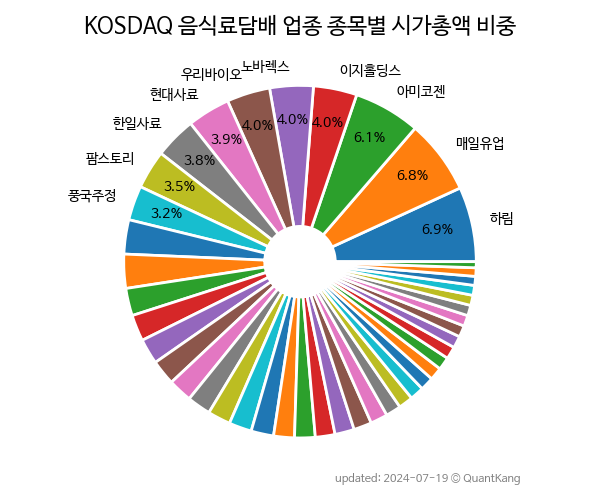 KOSDAQ 음식료담배 업종 종목별 시가총액 비중
하림
6.9%
매일유업
6.8%
아미코젠
6.1%
이지홀딩스
4.0%
노바렉스
4.0%
우리바이오
4.0%
현대사료
3.9%
한일사료
3.8%
팜스토리
3.5%
풍국주정
3.2%
updated: 2024-07-19 © QuantKang